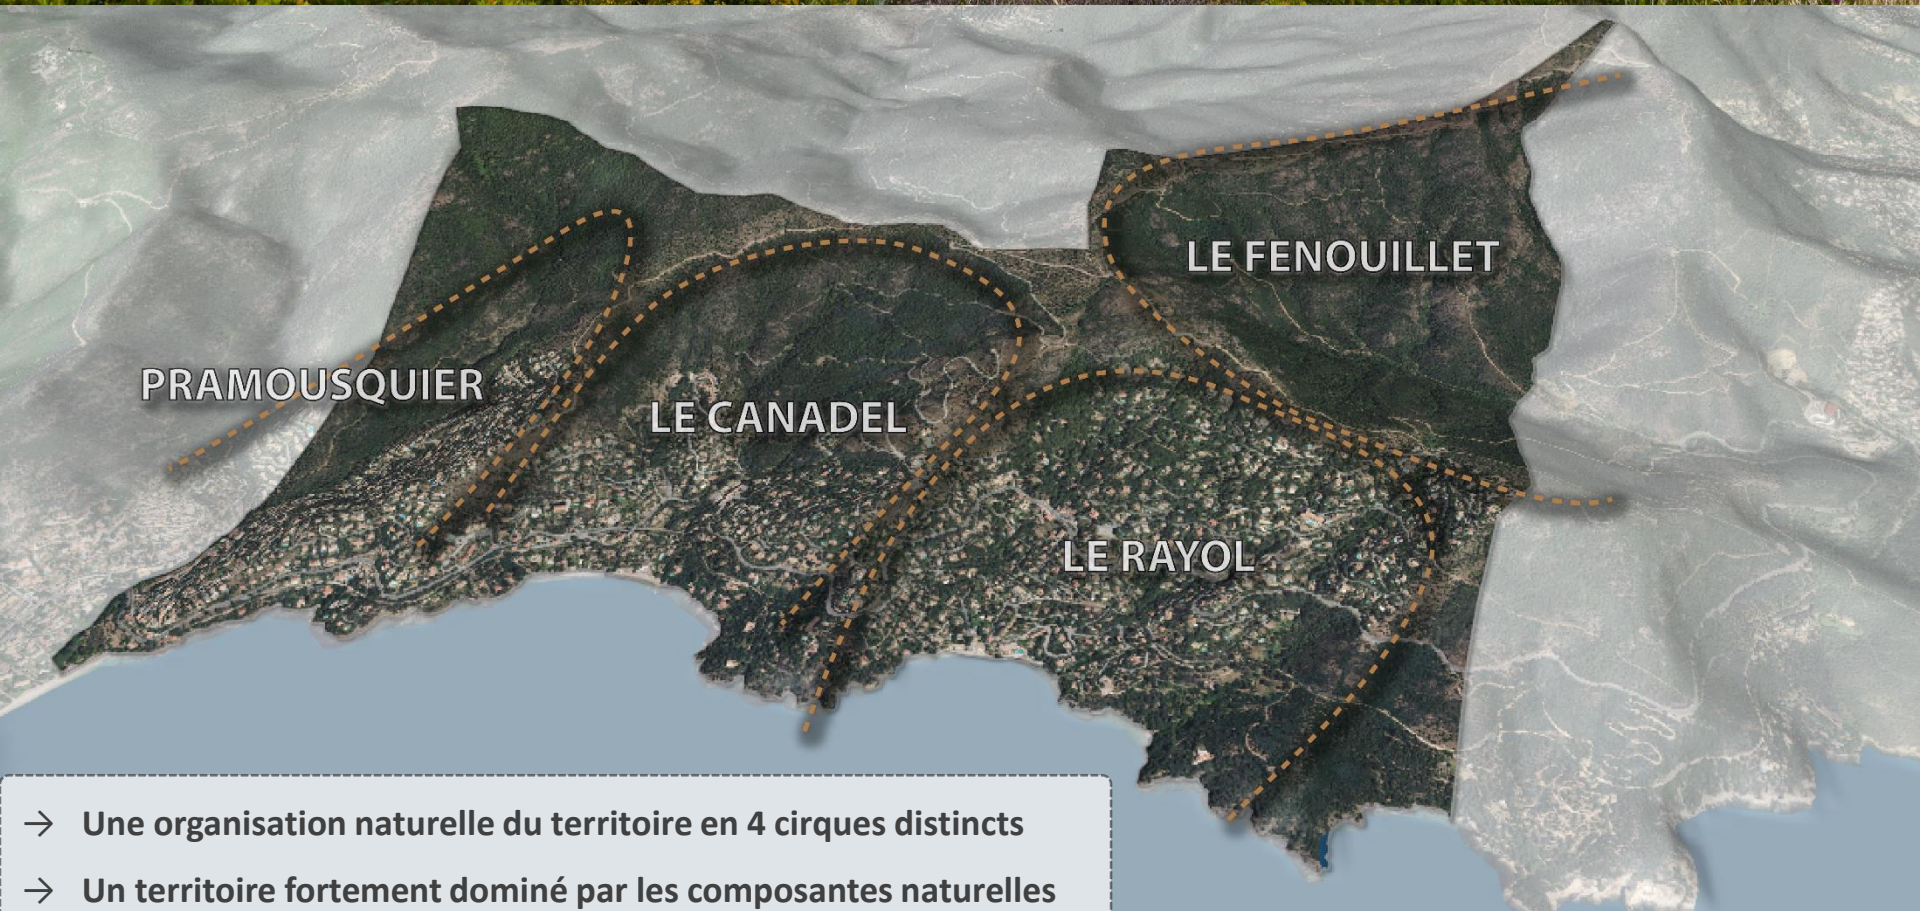 LE FENOUILLET
PRAMOUSQUIER
LE CANADEL
LE RAYOL
→ Une organisation naturelle du territoire en 4 cirques distincts
→ Un territoire fortement dominé par les composantes naturelles